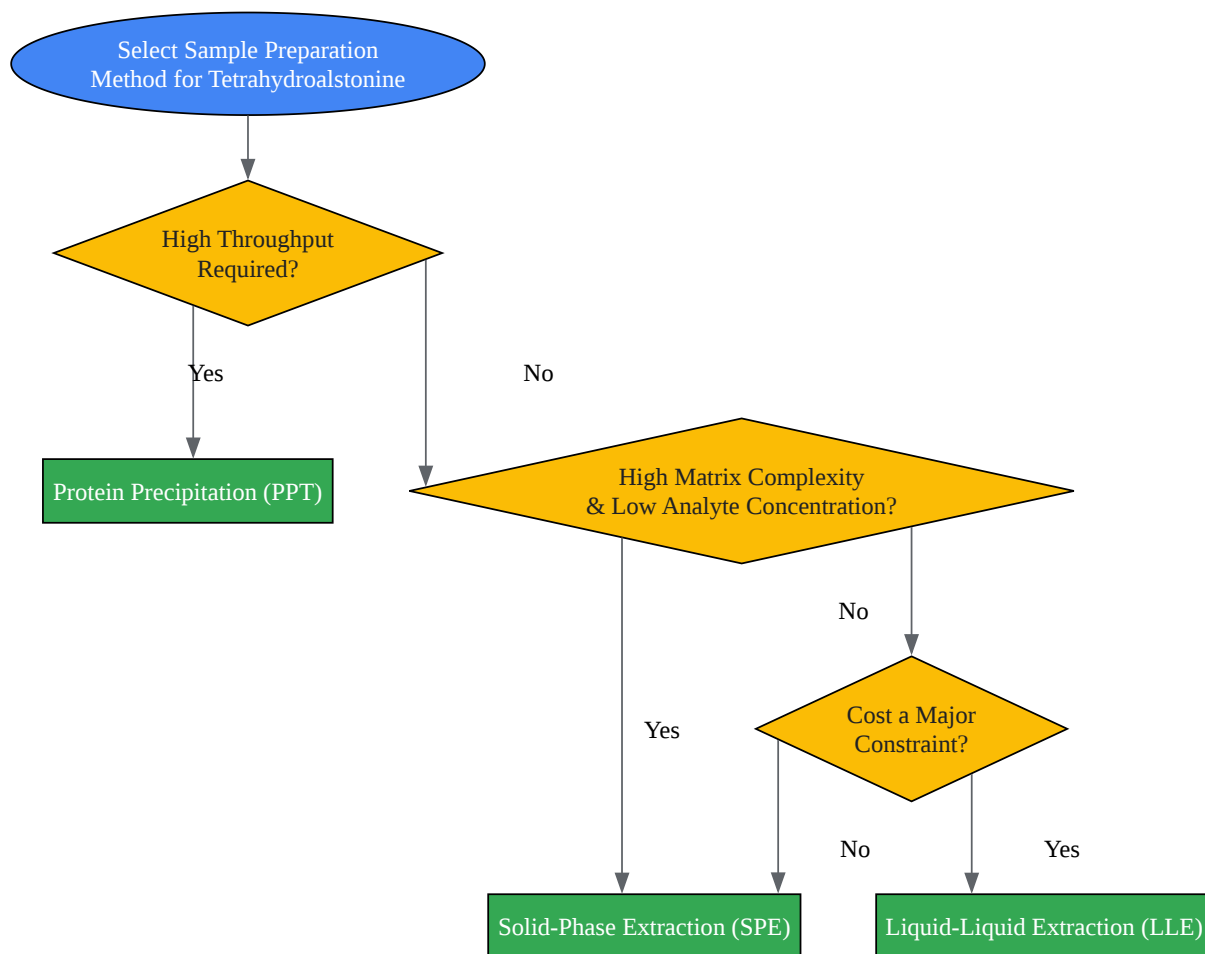 Select Sample Preparation
Method for Tetrahydroalstonine
High Throughput
Required?
Yes
No
Protein Precipitation (PPT)
High Matrix Complexity
& Low Analyte Concentration?
No
Yes
Cost a Major
Constraint?
No
Yes
Solid-Phase Extraction (SPE)
Liquid-Liquid Extraction (LLE)